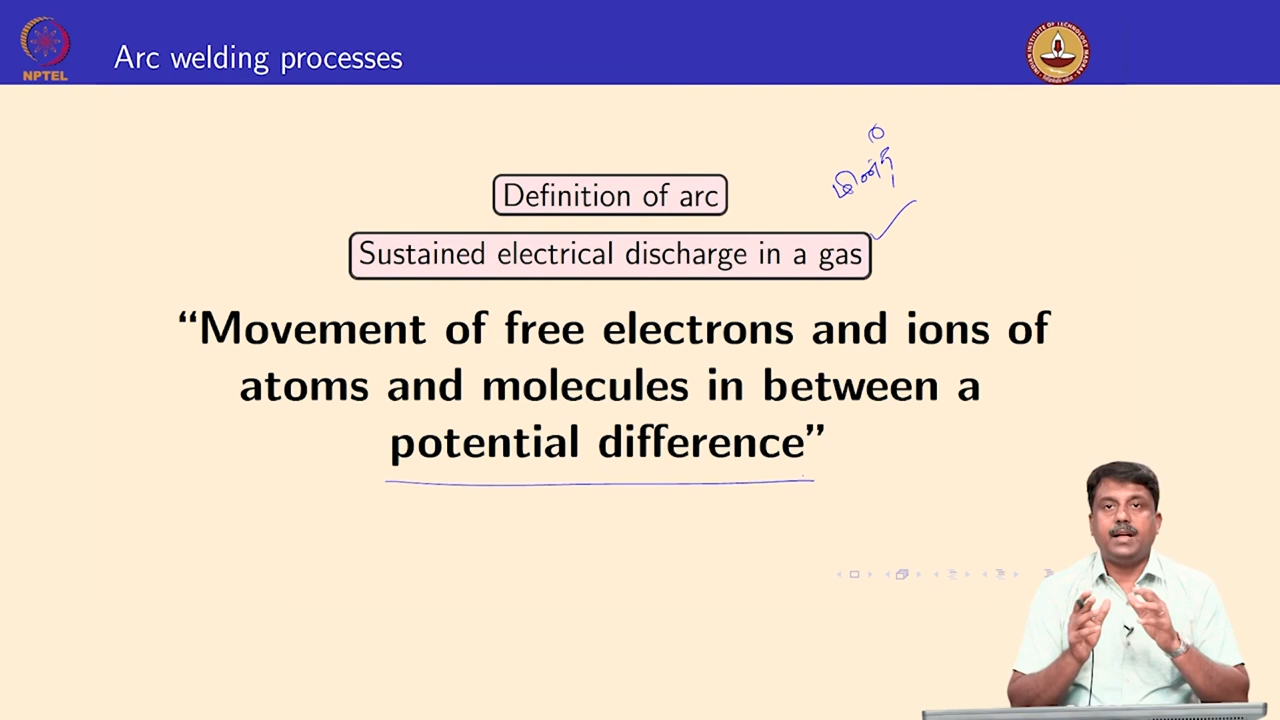 Arc welding processes
NPTEL
Definition of arc
Sustained electrical discharge in a gas
“Movement of free electrons and ions of
atoms and molecules in between a
potential difference”